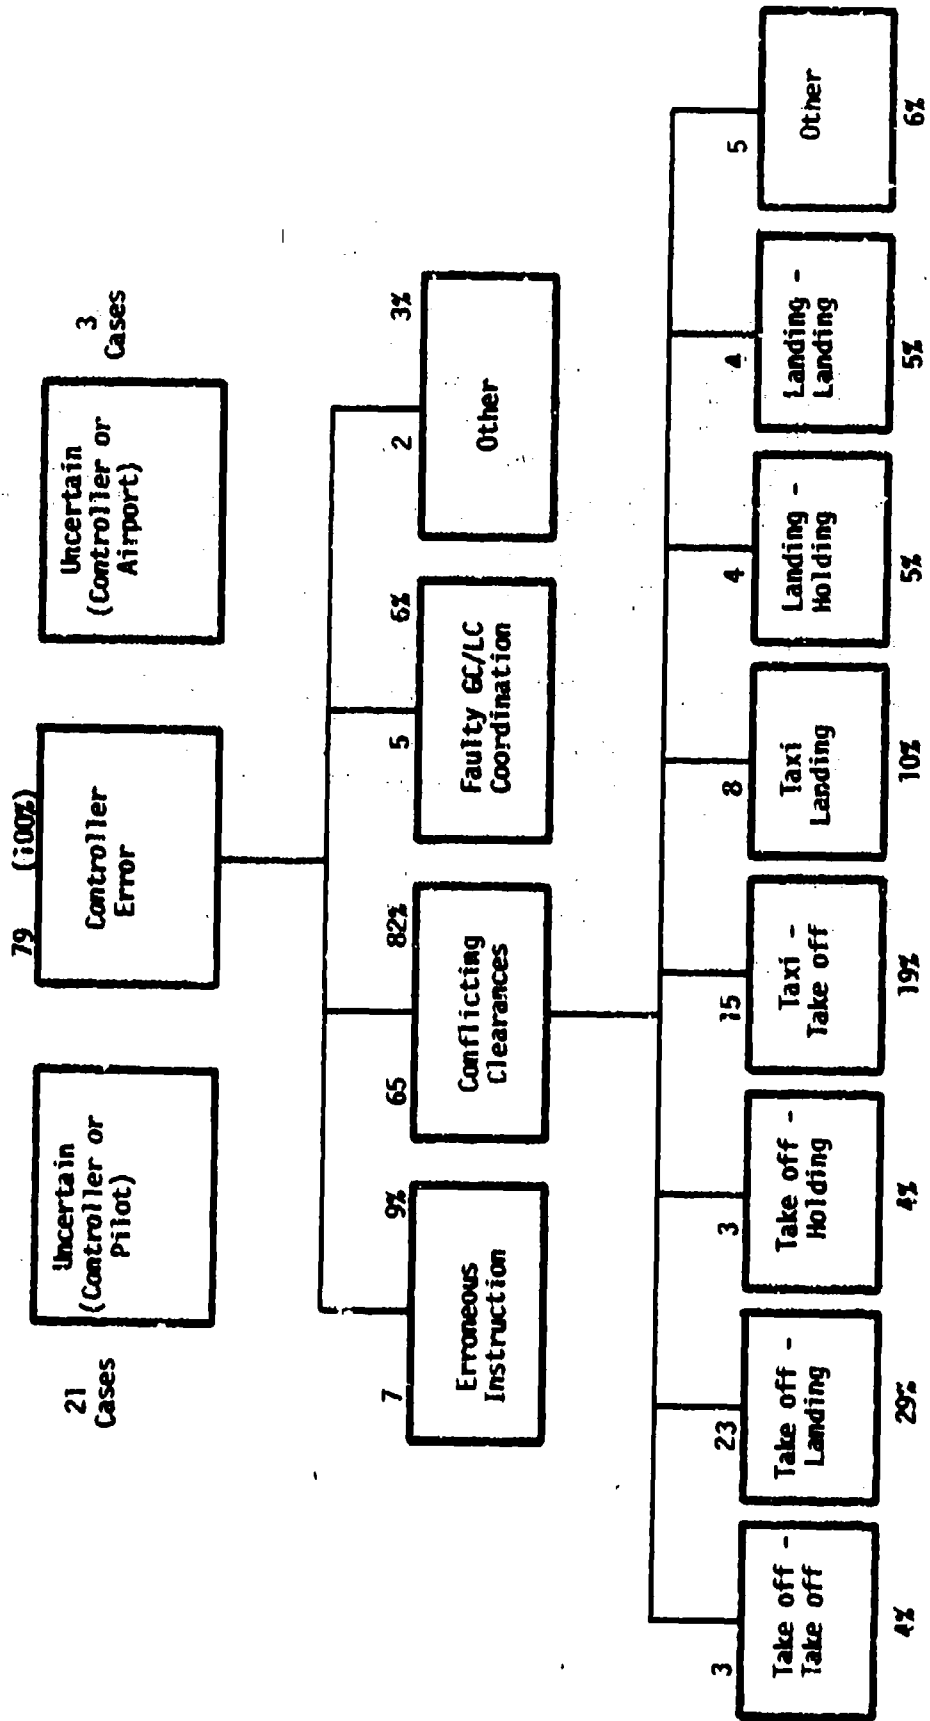 79
(100%)
21
Cases
Uncertain
(Controller or
Pilot)
Controller
Error
Uncertain
(Controller or
Airport)
3
Cases
7
9%
Erroneous
Instruction
65
82%
Conflicting
Clearances
5
6%
Faulty GC/LC
Coordination
2
3%
Other
3
Take off -
Take off
4%
23
Take off -
Landing
29%
3
Take off -
Holding
4%
15
Taxi -
Take off
19%
8
Taxi
Landing
10%
4
Landing -
Holding
5%
4
Landing -
Landing
5%
5
Other
6%